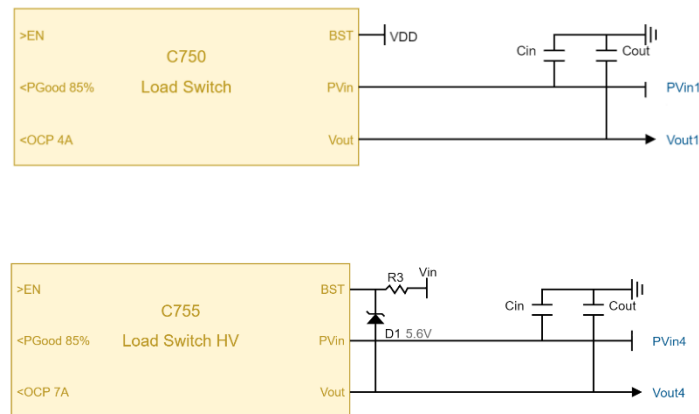 >EN
BST
VDD
C750
Load Switch
Cin
Cout
<PGood 85%
PVin
PVin1
<OCP 4A
Vout
Vout1
>EN
BST
R3
Vin
C755
Load Switch HV
Cin
Cout
<PGood 85%
PVin
D1 5.6V
PVin4
<OCP 7A
Vout
Vout4